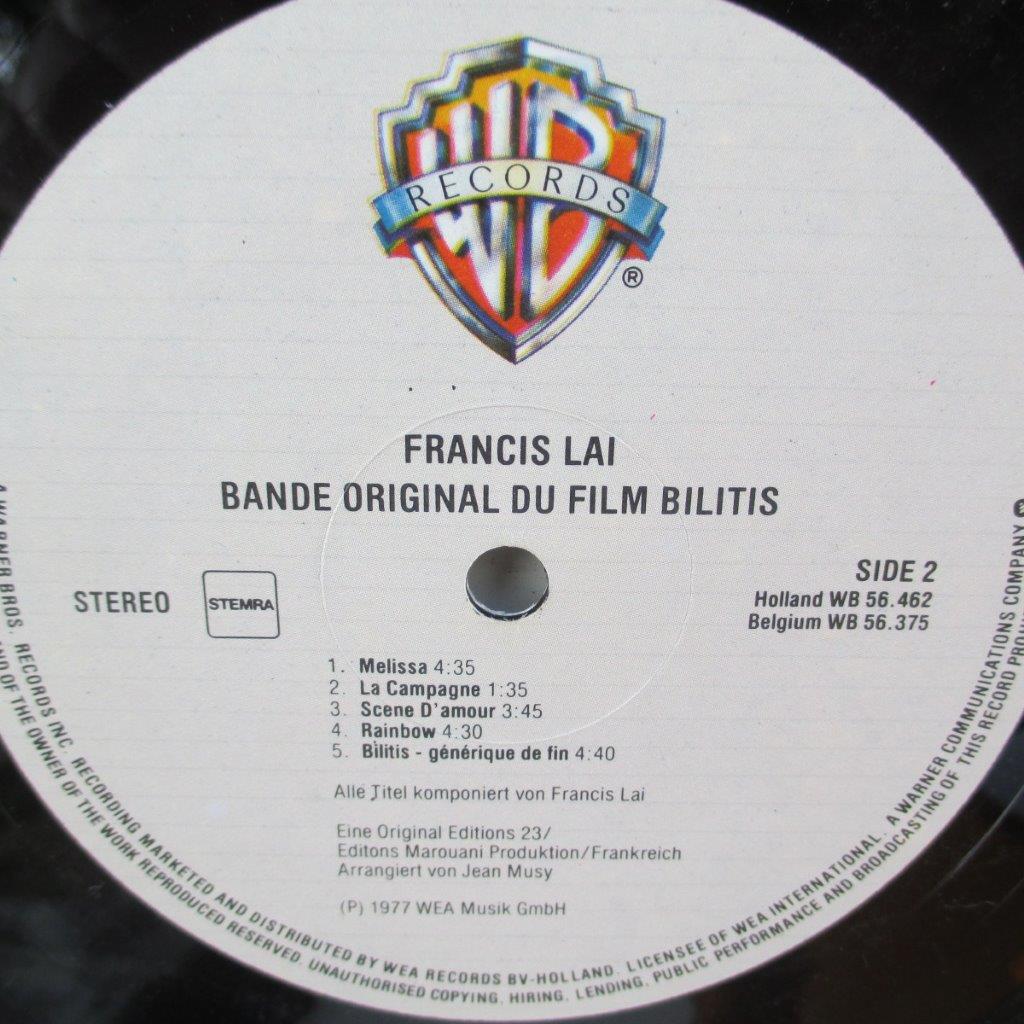 WB
RECORDS
®
FRANCIS LAI
BANDE ORIGINAL DU FILM BILITIS
STEREO
STEMRA
SIDE 2
Holland WB 56.462
Belgium WB 56.375
1. Melissa 4:35
2. La Campagne 1:35
3. Scene D'amour 3:45
4. Rainbow 4:30
5. Bilitis - générique de fin 4:40
Alle Titel komponiert von Francis Lai
Eine Original Editions 23/
Editons Marouani Produktion/Frankreich
Arrangiert von Jean Musy
(P) 1977 WEA Musik GmbH
A WARNER BROS. RECORDS INC. RECORDING MARKETED AND DISTRIBUTED BY WEA RECORDS BV-HOLLAND. LICENSEE OF WEA INTERNATIONAL. A WARNER COMMUNICATIONS COMPANY
AND OF THE OWNER OF THE WORK REPRODUCED RESERVED. UNAUTHORISED COPYING, HIRING, LENDING, PUBLIC PERFORMANCE AND BROADCASTING OF THIS RECORD